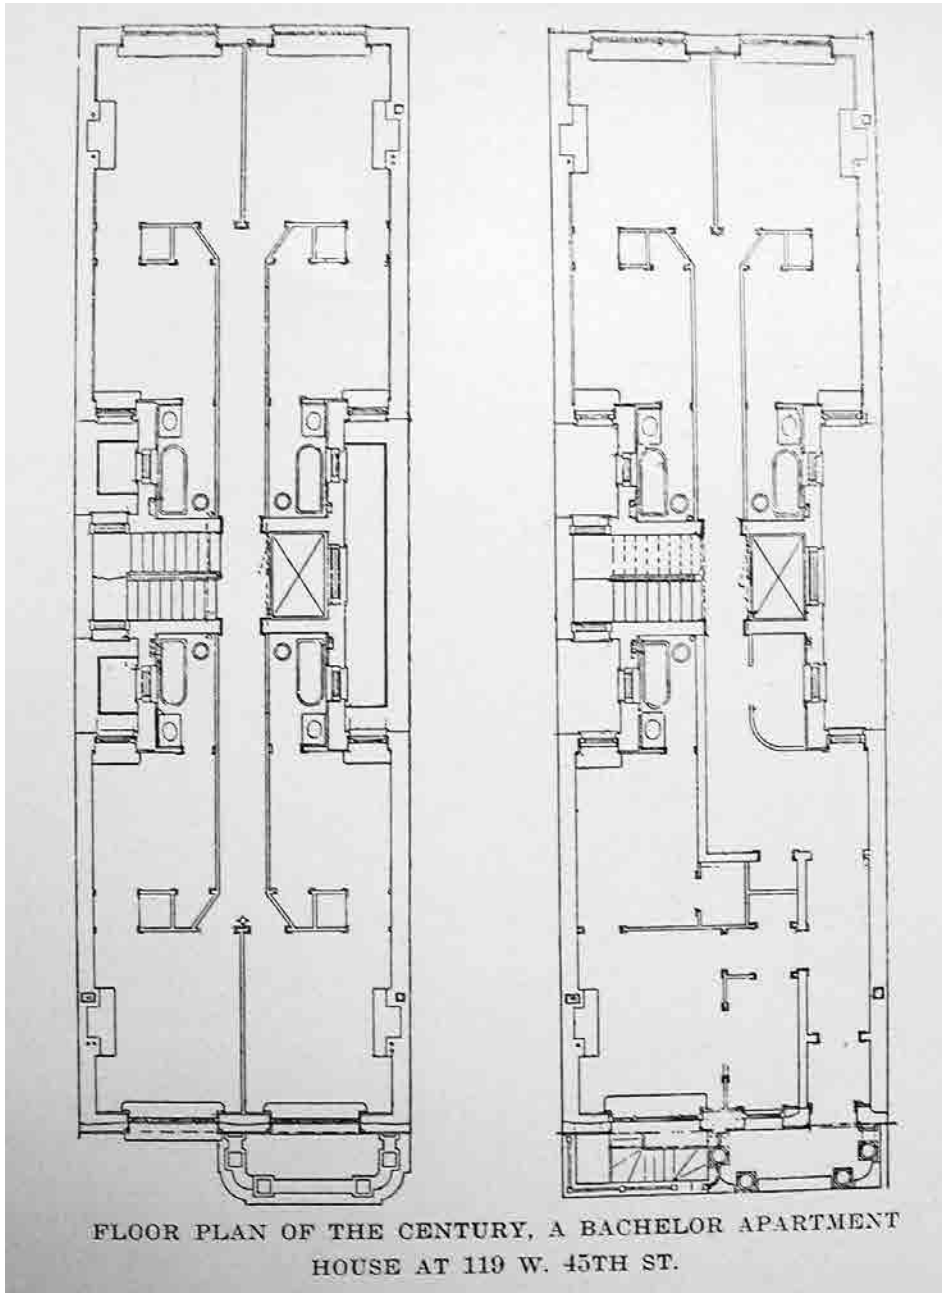 FLOOR PLAN OF THE CENTURY, A BACHELOR APARTMENT
HOUSE AT 119 W. 45TH ST.